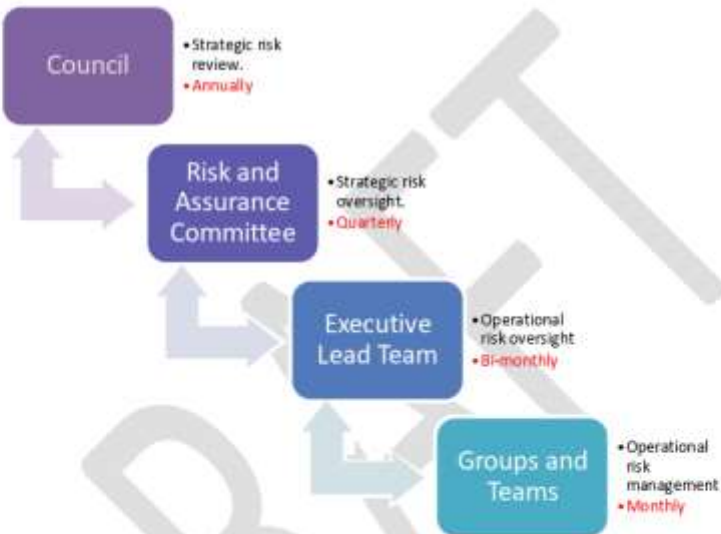 Council
•Strategic risk
review.
•Annually
Risk and
Assurance
Committee
•Strategic risk
oversight.
•Quarterly
Executive
Lead Team
•Operational
risk oversight
•Bi-monthly
Groups and
Teams
•Operational
risk
management
•Monthly
DRAFT